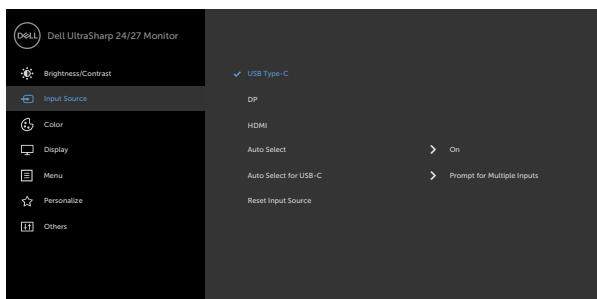 DELL Dell UltraSharp 24/27 Monitor
Brightness/Contrast
Input Source
Color
Display
Menu
Personalize
Others
USB Type-C
DP
HDMI
Auto Select On
Auto Select for USB-C Prompt for Multiple Inputs
Reset Input Source